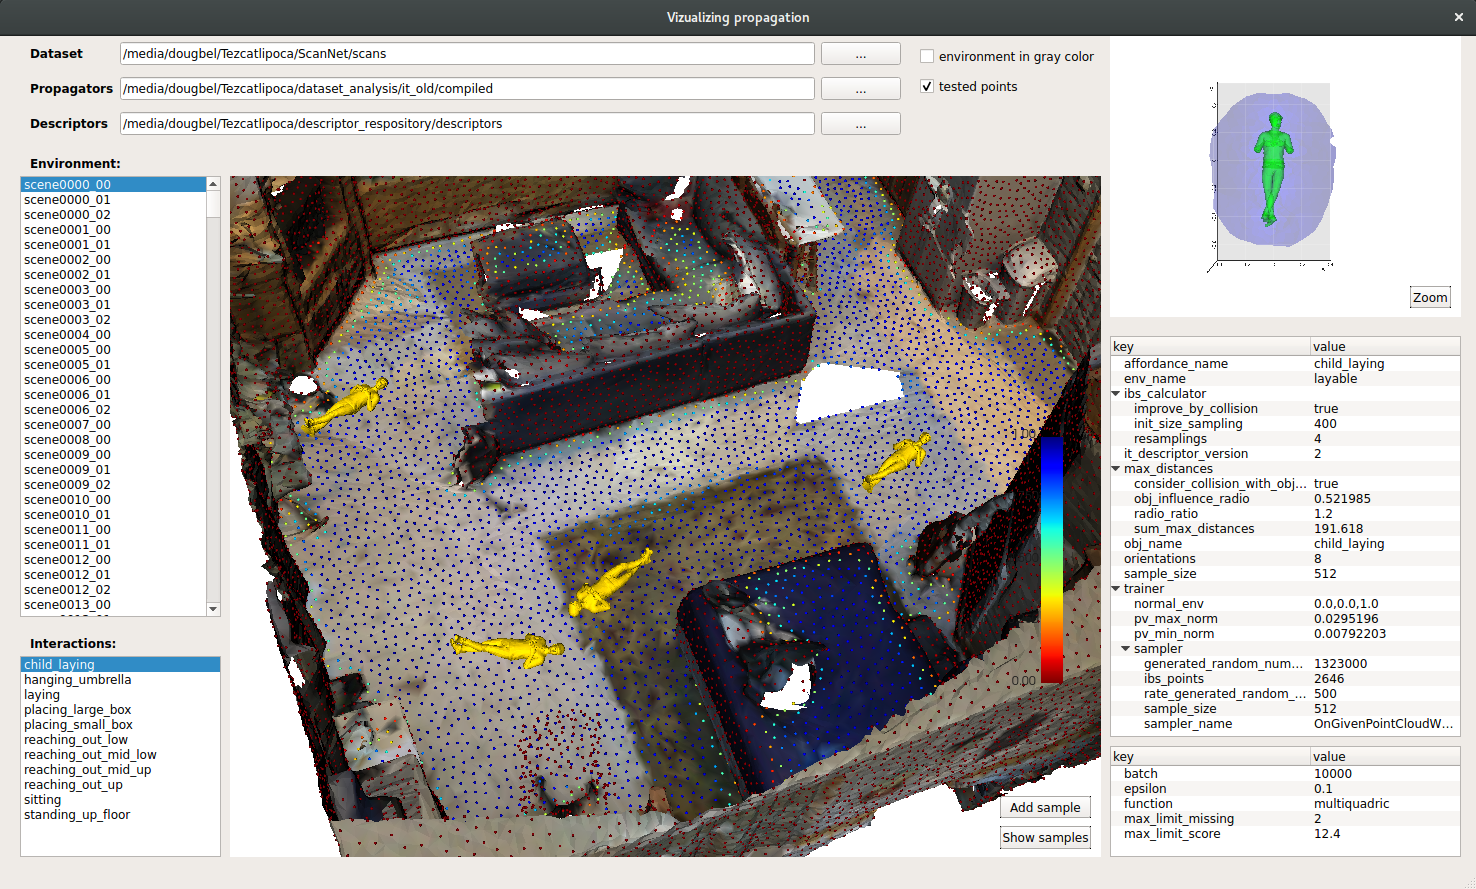 Vizualizing propagation
Dataset /media/dougbel/Tezcatlipoca/ScanNet/scans ... environment in gray color
Propagators /media/dougbel/Tezcatlipoca/dataset_analysis/it_old/compiled ... tested points
Descriptors /media/dougbel/Tezcatlipoca/descriptor_respository/descriptors ...
Environment:
scene0000_00
scene0000_01
scene0000_02
scene0001_00
scene0001_01
scene0002_00
scene0002_01
scene0003_00
scene0003_01
scene0003_02
scene0004_00
scene0005_00
scene0005_01
scene0006_00
scene0006_01
scene0006_02
scene0007_00
scene0008_00
scene0009_00
scene0009_01
scene0009_02
scene0010_00
scene0010_01
scene0011_00
scene0011_01
scene0012_00
scene0012_01
scene0012_02
scene0013_00
Interactions:
child_laying
hanging_umbrella
laying
placing_large_box
placing_small_box
reaching_out_low
reaching_out_mid_low
reaching_out_mid_up
reaching_out_up
sitting
standing_up_floor
1.00
0.00
Add sample
Show samples
Zoom
key value
affordance_name child_laying
env_name layable
ibs_calculator
improve_by_collision true
init_size_sampling 400
resamplings 4
it_descriptor_version 2
max_distances
consider_collision_with_obj... true
obj_influence_radio 0.521985
radio_ratio 1.2
sum_max_distances 191.618
obj_name child_laying
orientations 8
sample_size 512
trainer
normal_env 0.0,0.0,1.0
pv_max_norm 0.0295196
pv_min_norm 0.00792203
sampler
generated_random_num... 1323000
ibs_points 2646
rate_generated_random_... 500
sample_size 512
sampler_name OnGivenPointCloudW...
key value
batch 10000
epsilon 0.1
function multiquadric
max_limit_missing 2
max_limit_score 12.4